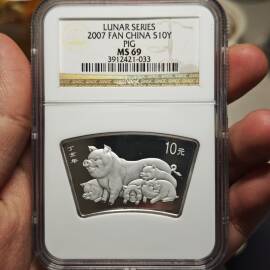 LUNAR SERIES
2007 FAN CHINA S10Y
PIG
MS 69
3912421-033
10元
丁亥年